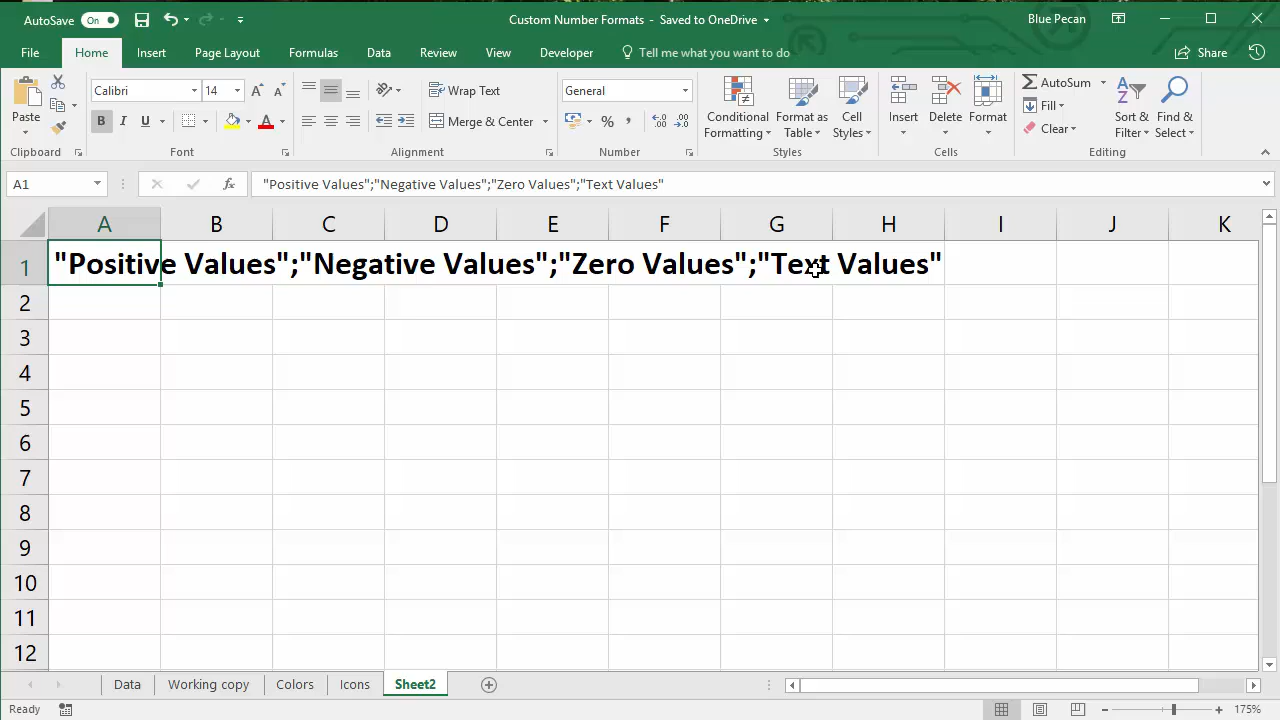 AutoSave On Custom Number Formats - Saved to OneDrive Blue Pecan
File Home Insert Page Layout Formulas Data Review View Developer Tell me what you want to do Share
Paste Calibri 14 A A Wrap Text General AutoSum
B I U A Merge & Center % , Conditional Formatting Format as Table Cell Styles Insert Delete Format Fill Clear Sort & Filter Find & Select
Clipboard Font Alignment Number Styles Cells Editing
A1 fx "Positive Values";"Negative Values";"Zero Values";"Text Values"
A B C D E F G H I J K
1 "Positive Values";"Negative Values";"Zero Values";"Text Values"
2
3
4
5
6
7
8
9
10
11
12
Data Working copy Colors Icons Sheet2
Ready 175%